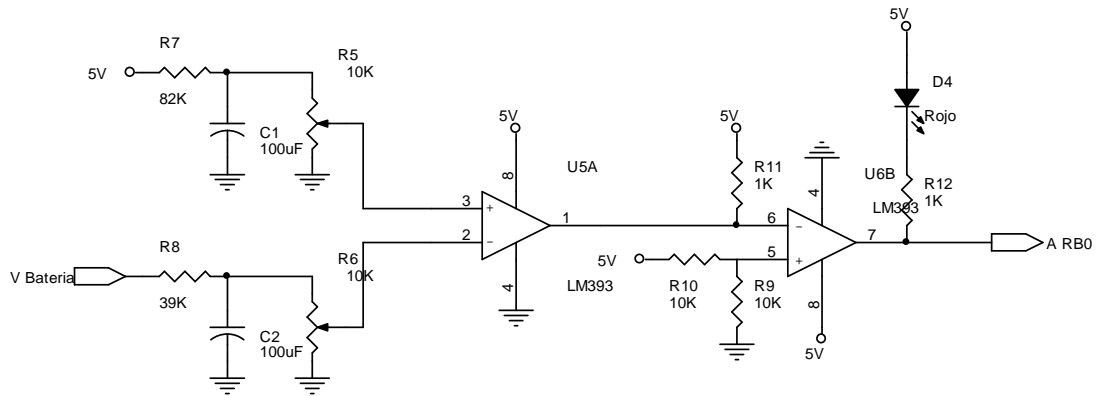 5V
R7
82K
C1
100uF
R5
10K
5V
8
3
+
2
-
1
4
U5A
LM393
V Bateria
R8
39K
C2
100uF
R6
10K
5V
R11
1K
5V
R10
10K
R9
10K
6
-
5
+
4
8
7
5V
U6B
LM393
5V
D4
Rojo
R12
1K
A RB0